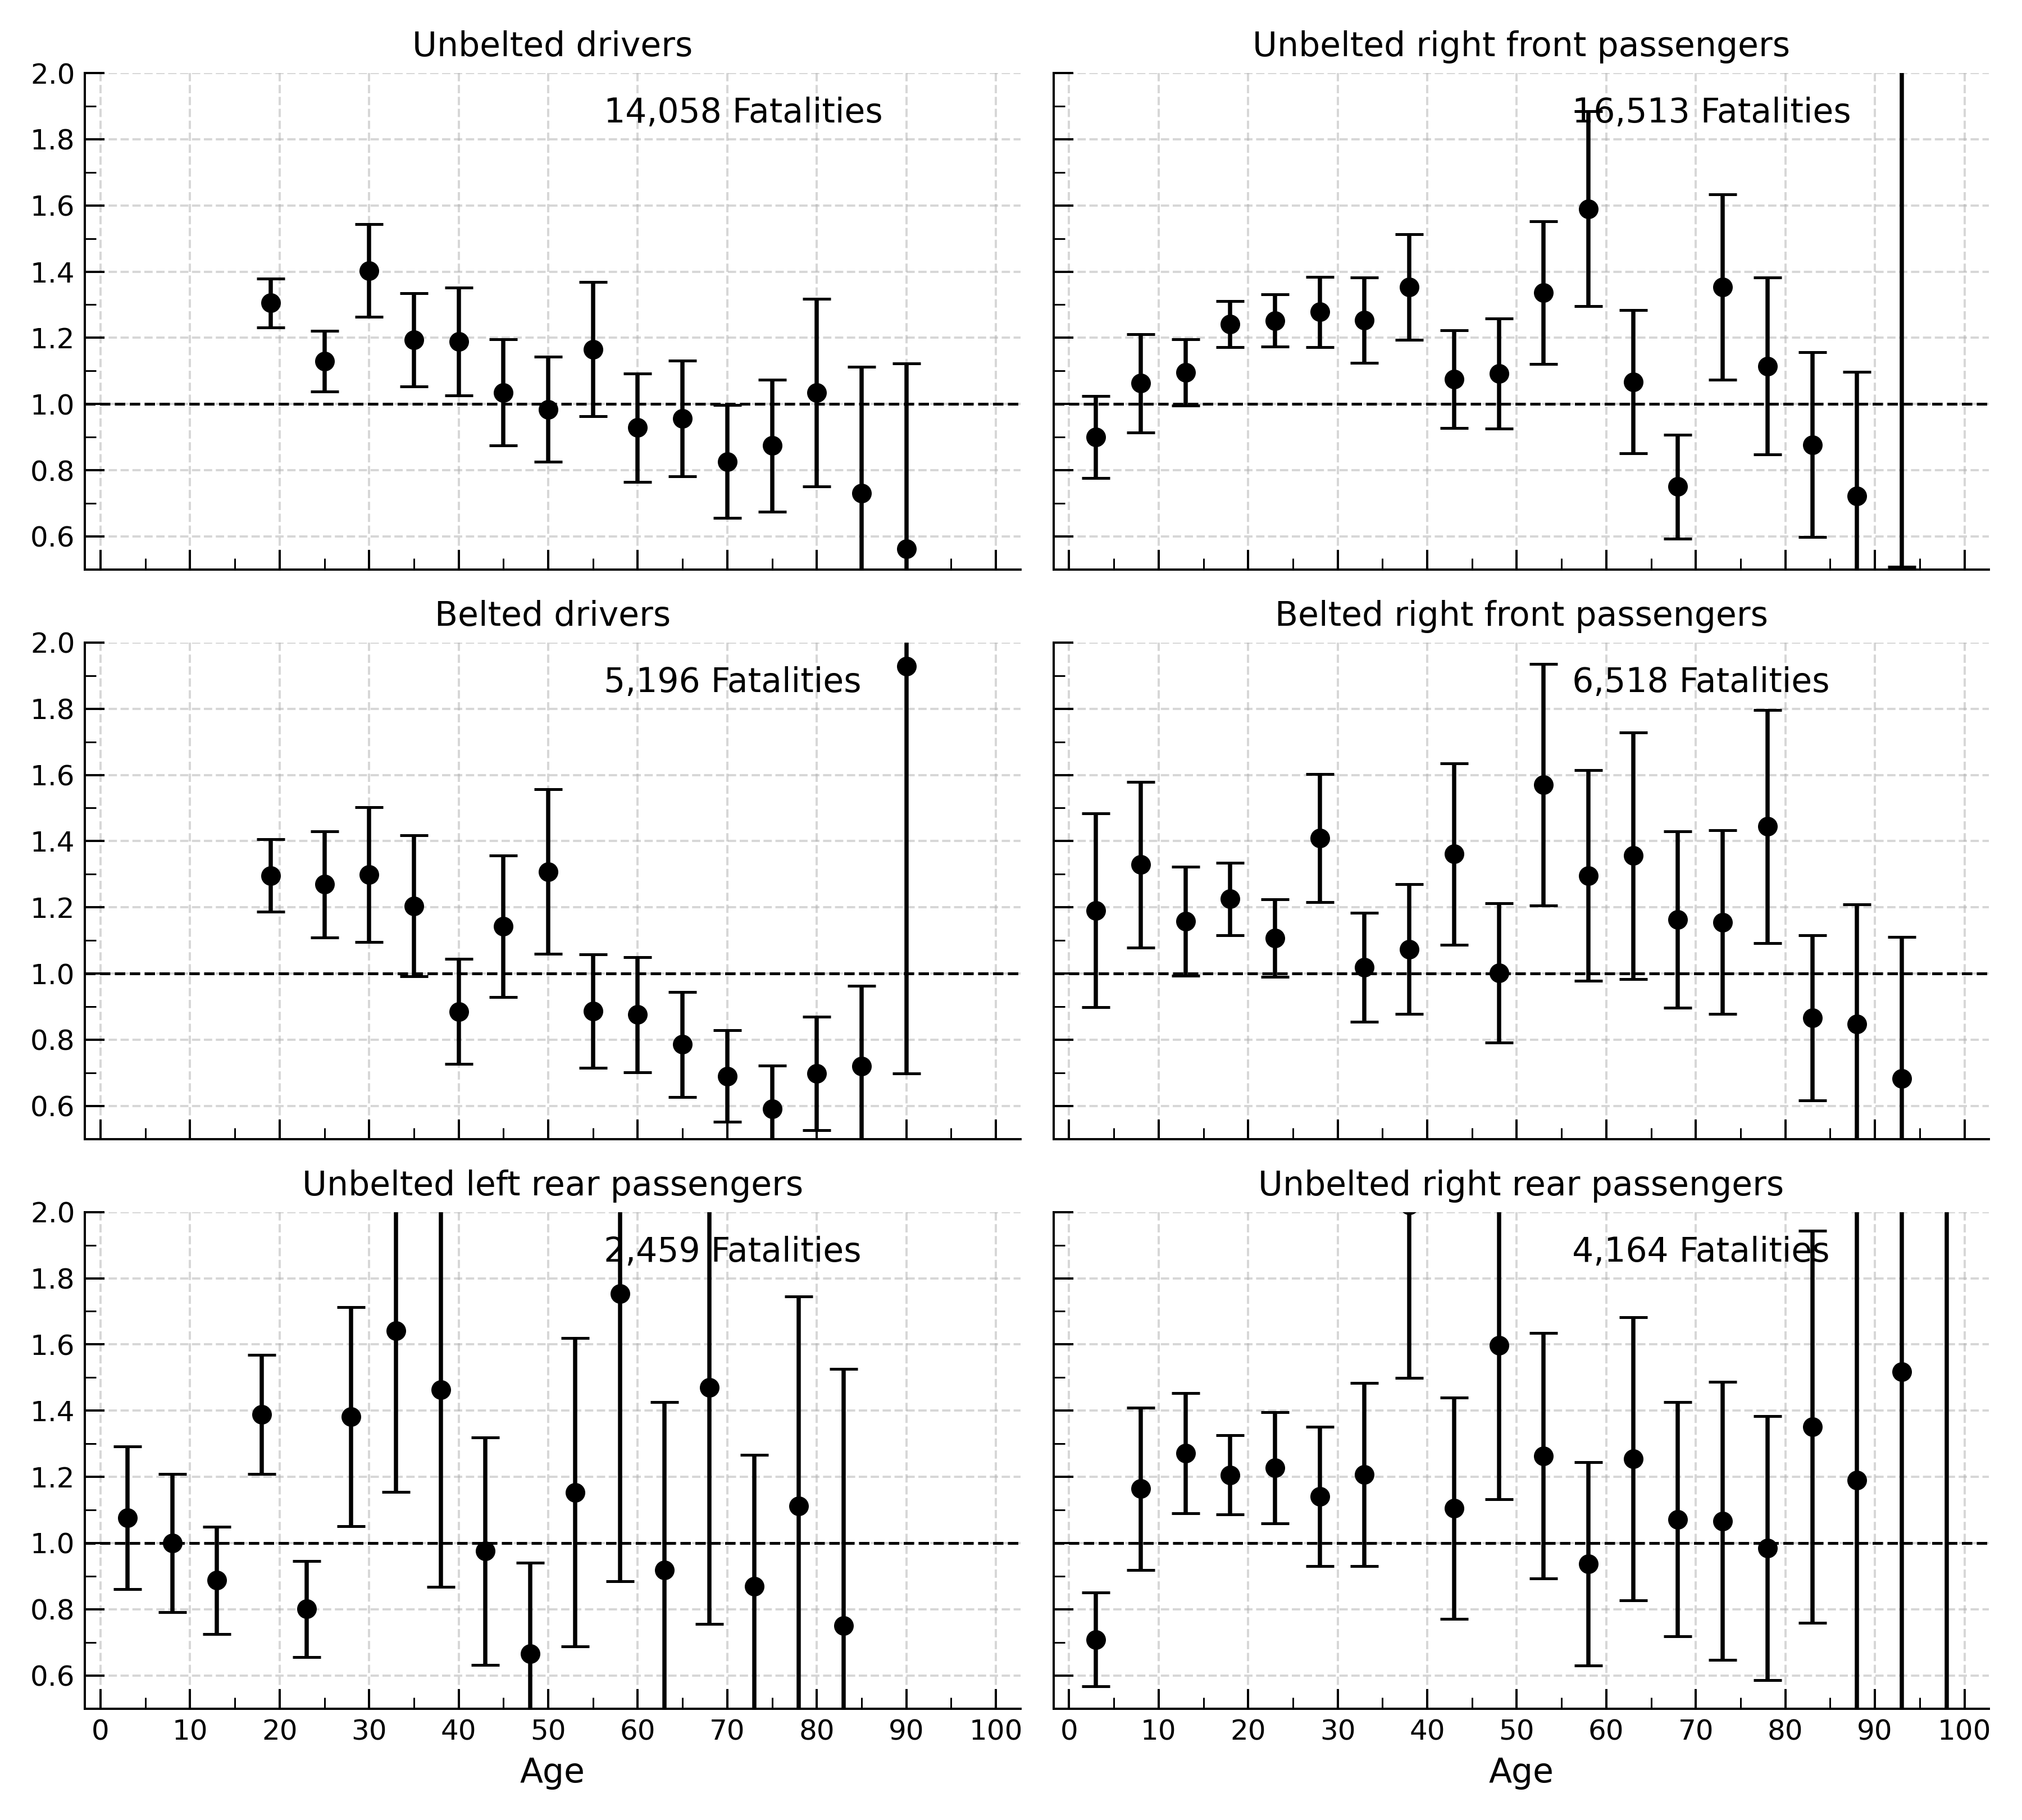 Unbelted drivers
Unbelted right front passengers
2.0
1.8
1.6
1.4
1.2
1.0
0.8
0.6
14,058 Fatalities
16,513 Fatalities
Belted drivers
Belted right front passengers
2.0
1.8
1.6
1.4
1.2
1.0
0.8
0.6
5,196 Fatalities
6,518 Fatalities
Unbelted left rear passengers
Unbelted right rear passengers
2.0
1.8
1.6
1.4
1.2
1.0
0.8
0.6
2,459 Fatalities
4,164 Fatalities
0 10 20 30 40 50 60 70 80 90 100
0 10 20 30 40 50 60 70 80 90 100
Age
Age